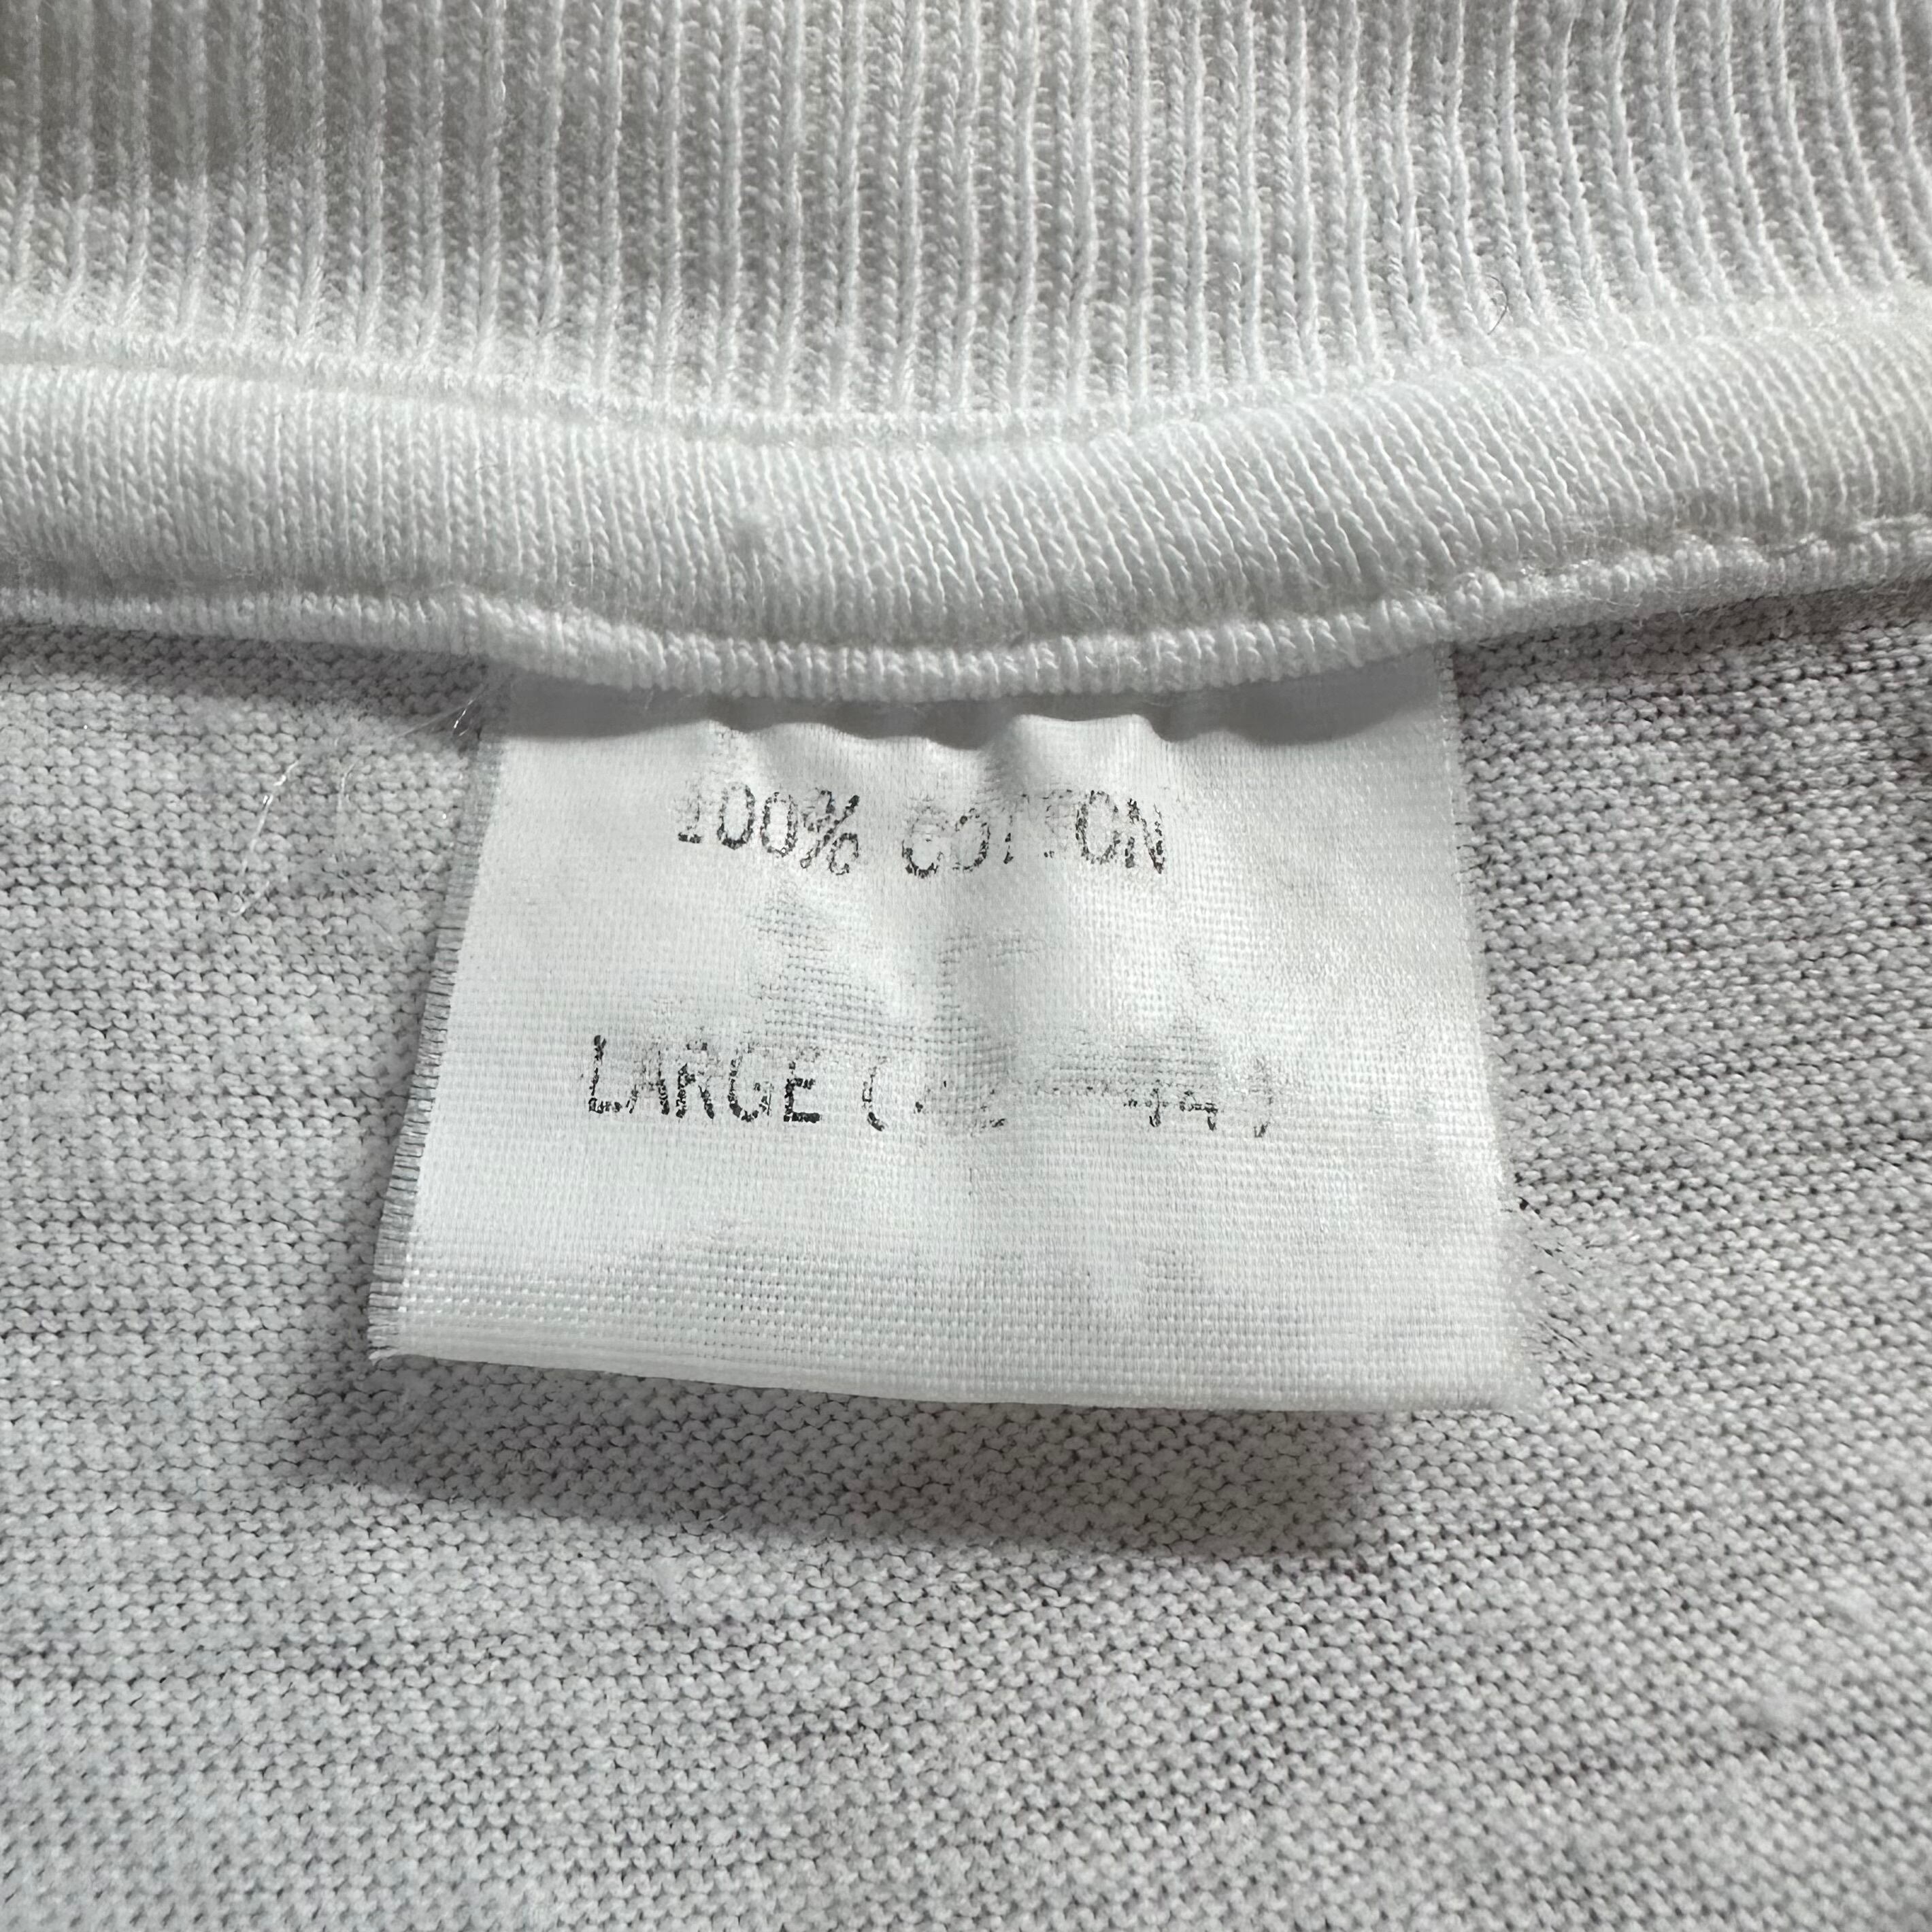 100% COTTON
LARGE (42-44)